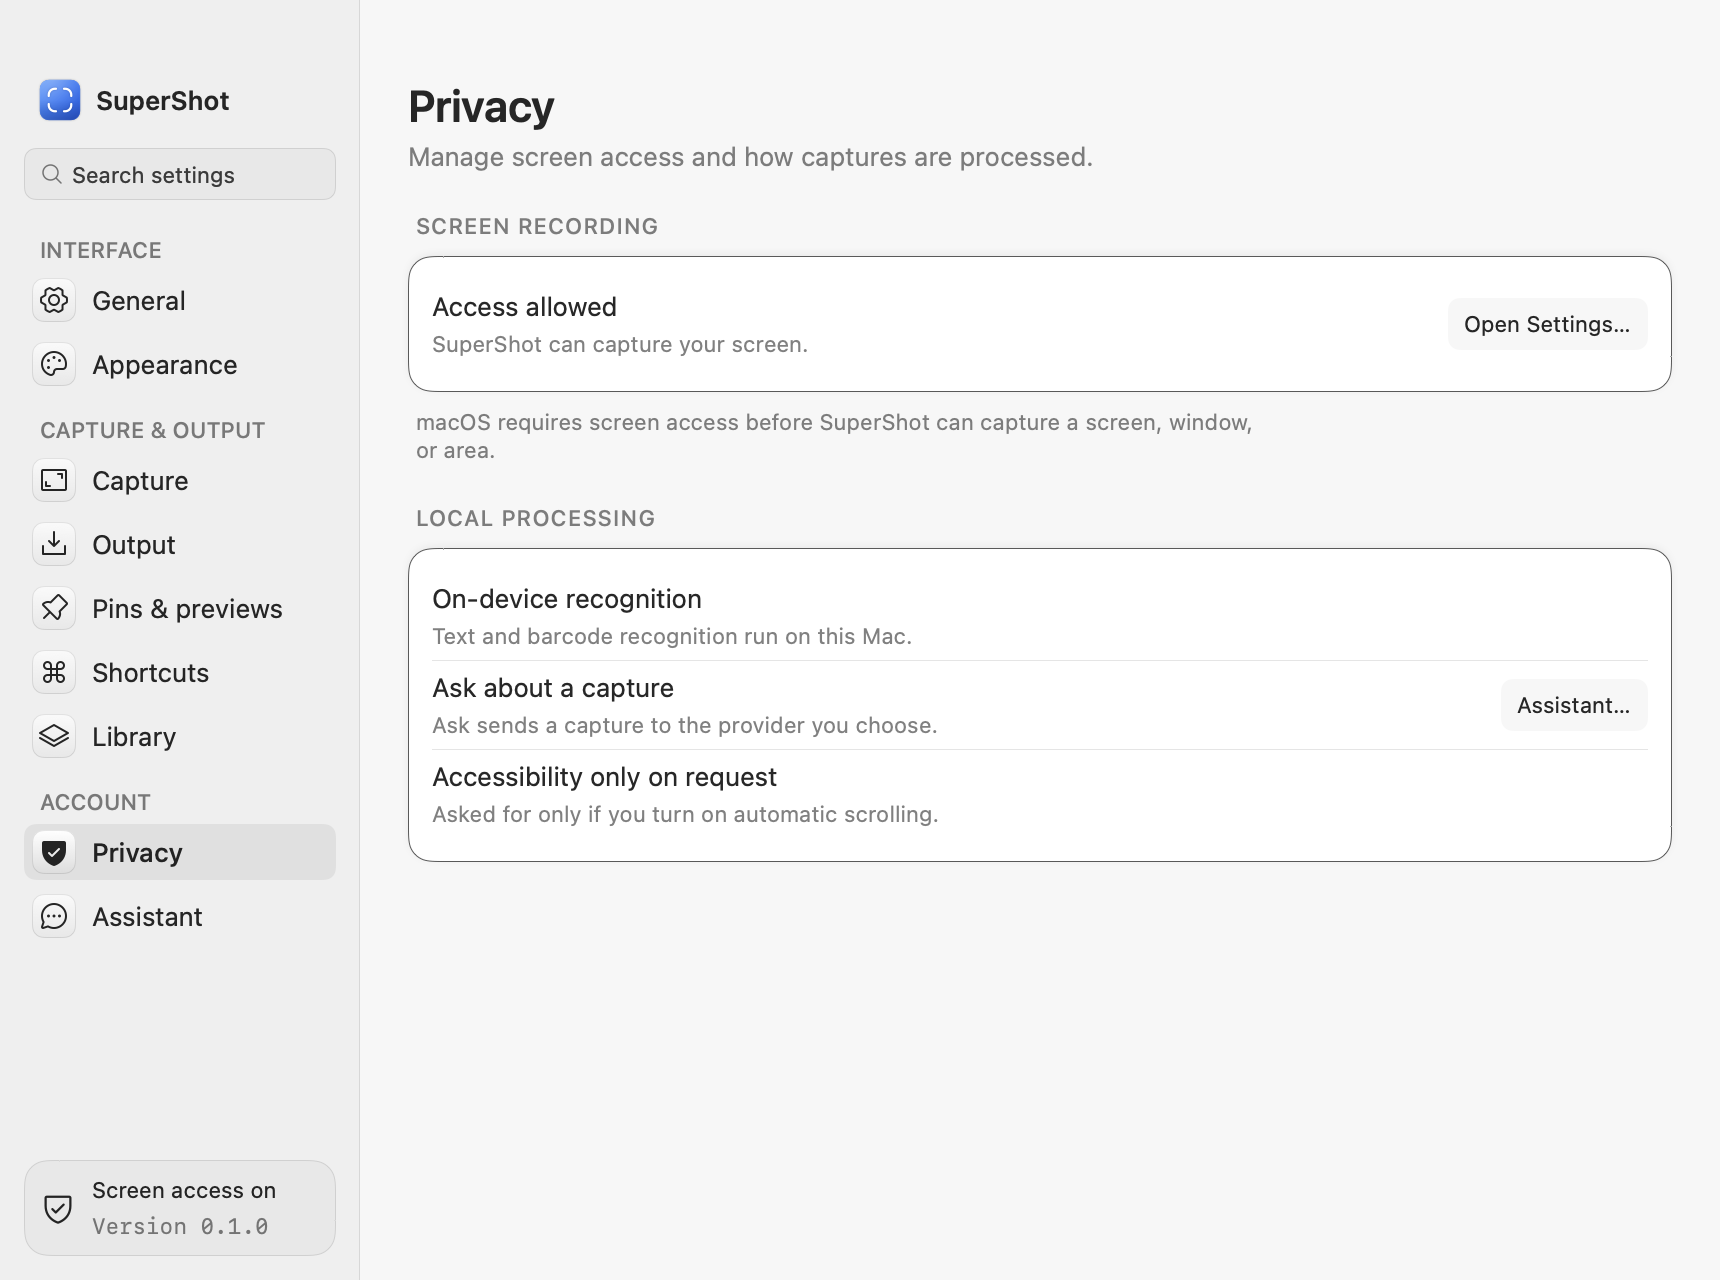 SuperShot
Search settings
INTERFACE
General
Appearance
CAPTURE & OUTPUT
Capture
Output
Pins & previews
Shortcuts
Library
ACCOUNT
Privacy
Assistant
Screen access on
Version 0.1.0
Privacy
Manage screen access and how captures are processed.
SCREEN RECORDING
Access allowed
SuperShot can capture your screen.
Open Settings...
macOS requires screen access before SuperShot can capture a screen, window,
or area.
LOCAL PROCESSING
On-device recognition
Text and barcode recognition run on this Mac.
Ask about a capture
Ask sends a capture to the provider you choose.
Assistant...
Accessibility only on request
Asked for only if you turn on automatic scrolling.